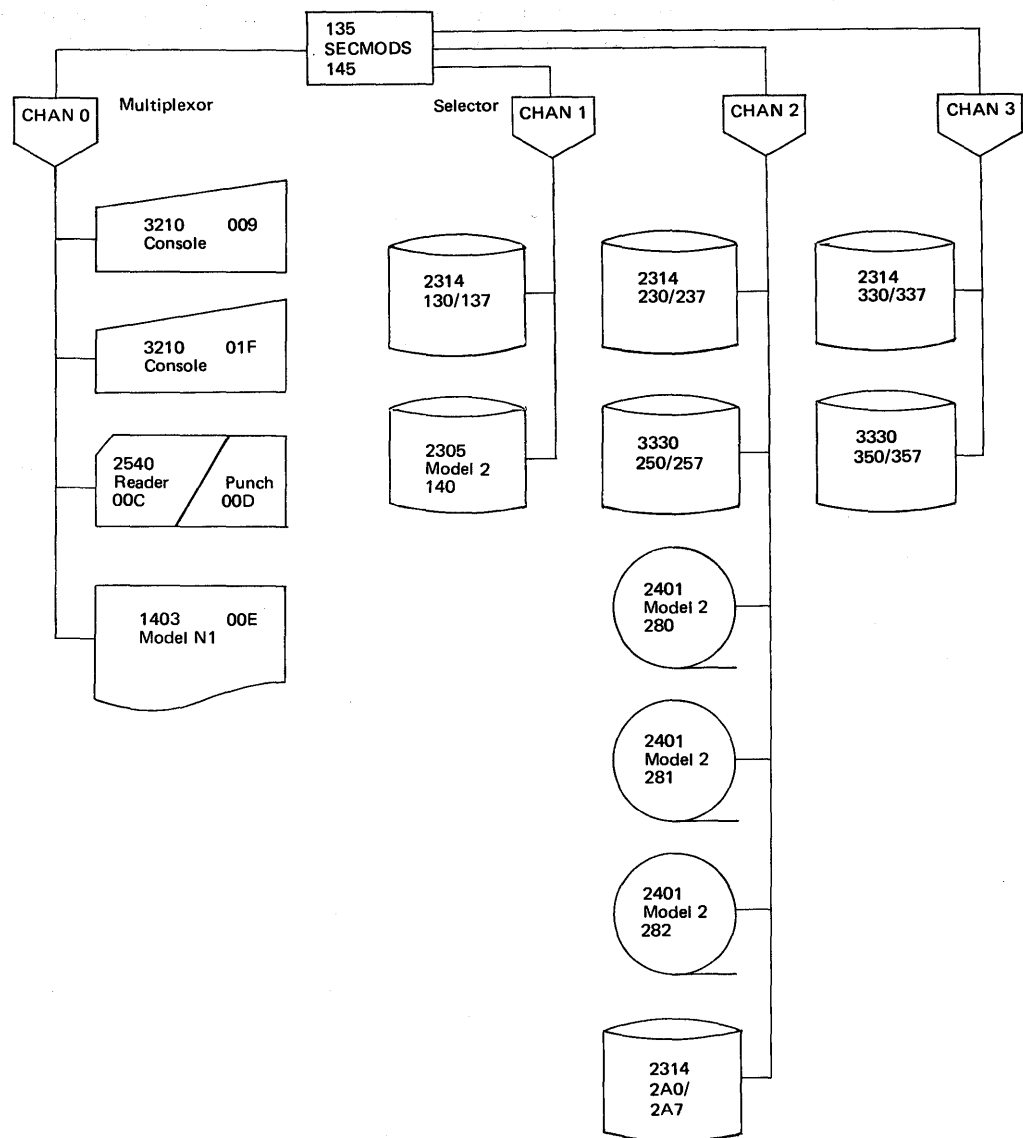 135
SECMODS
145
CHAN 0
Multiplexor
Selector
CHAN 1
CHAN 2
CHAN 3
3210 009
Console
3210 01F
Console
2540
Reader
00C
Punch
00D
1403 00E
Model N1
2314
130/137
2305
Model 2
140
2314
230/237
3330
250/257
2401
Model 2
280
2401
Model 2
281
2401
Model 2
282
2314
2A0/
2A7
2314
330/337
3330
350/357